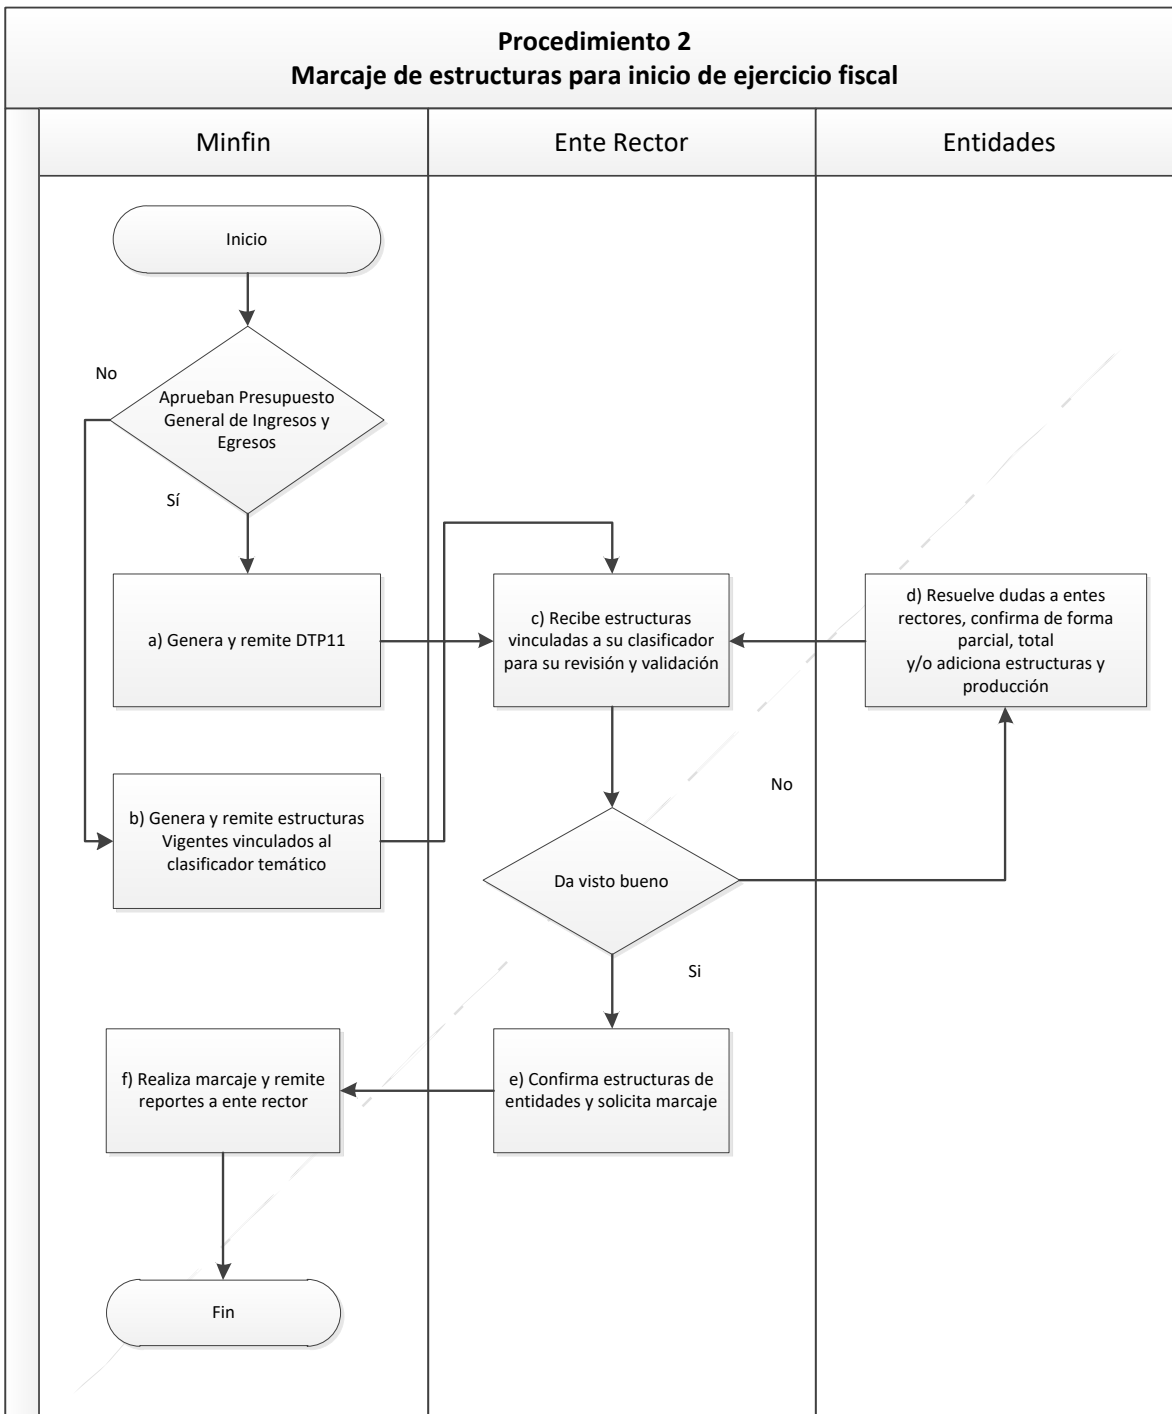 Procedimiento 2
Marcaje de estructuras para inicio de ejercicio fiscal
Minfin
Ente Rector
Entidades
Inicio
No
Aprueban Presupuesto
General de Ingresos y
Egresos
Sí
a) Genera y remite DTP11
c) Recibe estructuras
vinculadas a su clasificador
para su revisión y validación
d) Resuelve dudas a entes
rectores, confirma de forma
parcial, total
y/o adiciona estructuras y
producción
b) Genera y remite estructuras
Vigentes vinculados al
clasificador temático
No
Da visto bueno
Si
f) Realiza marcaje y remite
reportes a ente rector
e) Confirma estructuras de
entidades y solicita marcaje
Fin